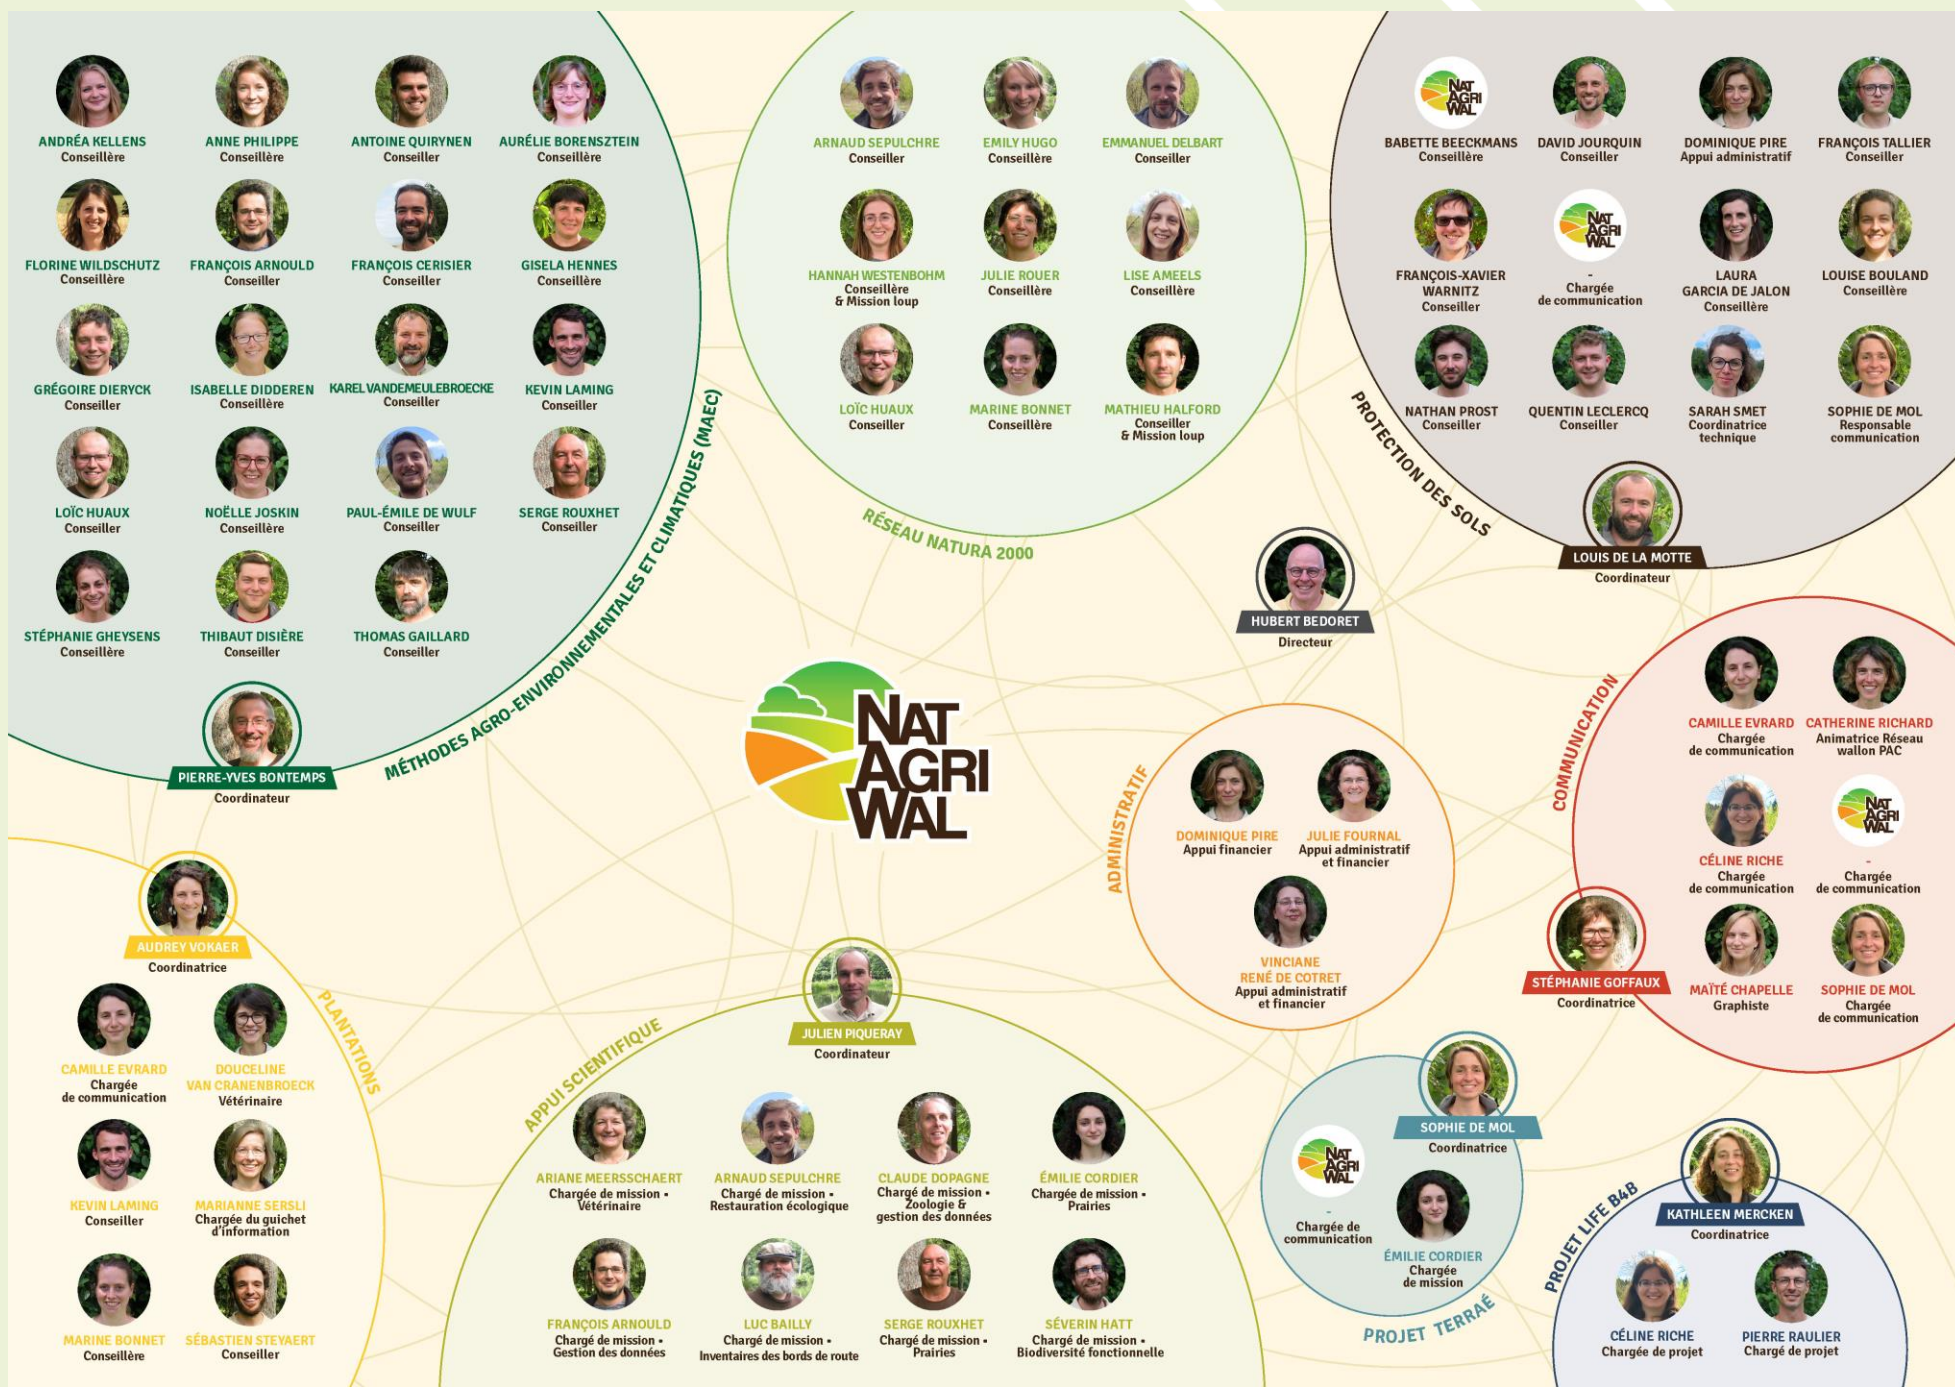 ANDRÉA KELLENS
Conseillère
ANNE PHILIPPE
Conseillère
ANTOINE QUIRYNEN
Conseiller
AURÉLIE BORENSZTEIN
Conseillère
FLORINE WILDSCHUTZ
Conseillère
FRANÇOIS ARNOULD
Conseiller
FRANÇOIS CERISIER
Conseiller
GISELA HENNES
Conseillère
GRÉGOIRE DIERYCK
Conseiller
ISABELLE DIDDEREN
Conseillère
KAREL VANDEMEULEBROECKE
Conseiller
KEVIN LAMING
Conseiller
LOÏC HUAUX
Conseiller
NOËLLE JOSKIN
Conseillère
PAUL-ÉMILE DE WULF
Conseiller
SERGE ROUXHET
Conseiller
STÉPHANIE GHEYSENS
Conseillère
THIBAUT DISIÈRE
Conseiller
THOMAS GAILLARD
Conseiller
PIERRE-YVES BONTEMPS
Coordinateur
MÉTHODES AGRO-ENVIRONNEMENTALES ET CLIMATIQUES (MAEC)
ARNAUD SEPULCHRE
Conseiller
EMILY HUGO
Conseillère
EMMANUEL DELBART
Conseiller
HANNAH WESTENBOHM
Conseillère
& Mission loup
JULIE ROUER
Conseillère
LISE AMEELS
Conseillère
LOÏC HUAUX
Conseiller
MARINE BONNET
Conseillère
MATHIEU HALFORD
Conseiller
& Mission loup
RÉSEAU NATURA 2000
NAT
AGRI
WAL
BABETTE BEECKMANS
Conseillère
DAVID JOURQUIN
Conseiller
DOMINIQUE PIRE
Appui administratif
FRANÇOIS TALLIER
Conseiller
FRANÇOIS-XAVIER
WARNITZ
Conseiller
NAT
AGRI
WAL
-
Chargée
de communication
LAURA
GARCIA DE JALON
Conseillère
LOUISE BOULAND
Conseillère
NATHAN PROST
Conseiller
QUENTIN LECLERCQ
Conseiller
SARAH SMET
Coordinatrice
technique
SOPHIE DE MOL
Responsable
communication
LOUIS DE LA MOTTE
Coordinateur
PROTECTION DES SOLS
HUBERT BEDORET
Directeur
NAT
AGRI
WAL
COMMUNICATION
CAMILLE EVRARD
Chargée
de communication
CATHERINE RICHARD
Animatrice Réseau
wallon PAC
CÉLINE RICHE
Chargée
de communication
NAT
AGRI
WAL
-
Chargée
de communication
STÉPHANIE GOFFAUX
Coordinatrice
MAÏTÉ CHAPELLE
Graphiste
SOPHIE DE MOL
Chargée
de communication
ADMINISTRATIF
DOMINIQUE PIRE
Appui financier
JULIE FOURNAL
Appui administratif
et financier
VINCIANE
RENÉ DE COTRET
Appui administratif
et financier
AUDREY VOKAER
Coordinatrice
PLANTATIONS
CAMILLE EVRARD
Chargée
de communication
DOUCELINE
VAN CRANENBROECK
Vétérinaire
KEVIN LAMING
Conseiller
MARIANNE SERSLI
Chargée du guichet
d'information
MARINE BONNET
Conseillère
SÉBASTIEN STEYAERT
Conseiller
JULIEN PIQUERAY
Coordinateur
APPUI SCIENTIFIQUE
ARIANE MEERSSCHAERT
Chargée de mission •
Vétérinaire
ARNAUD SEPULCHRE
Chargé de mission •
Restauration écologique
CLAUDE DOPAGNE
Chargé de mission •
Zoologie &
gestion des données
ÉMILIE CORDIER
Chargée de mission •
Prairies
FRANÇOIS ARNOULD
Chargé de mission •
Gestion des données
LUC BAILLY
Chargé de mission •
Inventaires des bords de route
SERGE ROUXHET
Chargé de mission •
Prairies
SÉVERIN HATT
Chargé de mission •
Biodiversité fonctionnelle
SOPHIE DE MOL
Coordinatrice
NAT
AGRI
WAL
-
Chargée de
communication
ÉMILIE CORDIER
Chargée
de mission
PROJET TERRAÉ
KATHLEEN MERCKEN
Coordinatrice
PROJET LIFE B4B
CÉLINE RICHE
Chargée de projet
PIERRE RAULIER
Chargé de projet